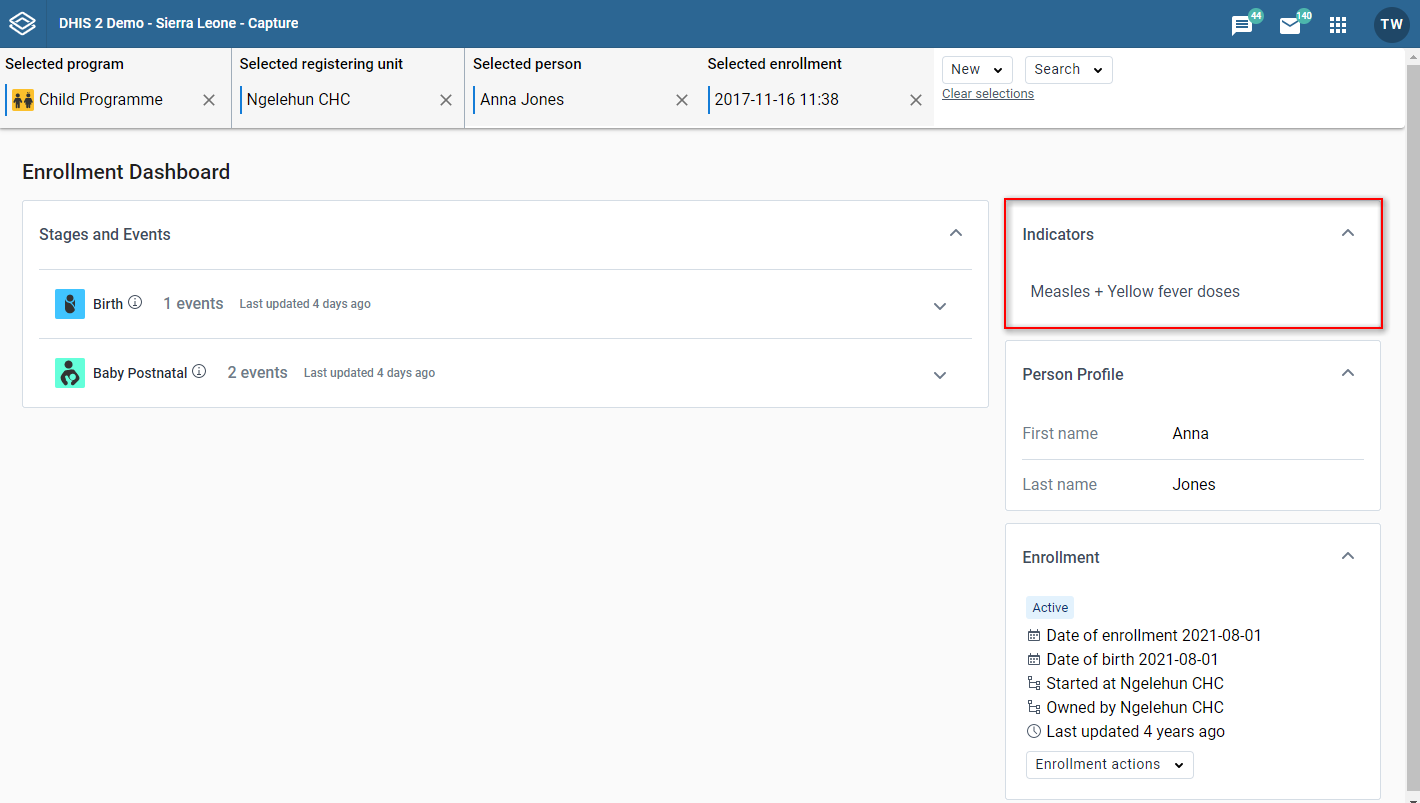 DHIS 2 Demo - Sierra Leone - Capture
44
140
TW
Selected program
Child Programme
Selected registering unit
Ngelehun CHC
Selected person
Anna Jones
Selected enrollment
2017-11-16 11:38
New
Search
Clear selections
Enrollment Dashboard
Stages and Events
Birth 1 events Last updated 4 days ago
Baby Postnatal 2 events Last updated 4 days ago
Indicators
Measles + Yellow fever doses
Person Profile
First name Anna
Last name Jones
Enrollment
Active
Date of enrollment 2021-08-01
Date of birth 2021-08-01
Started at Ngelehun CHC
Owned by Ngelehun CHC
Last updated 4 years ago
Enrollment actions